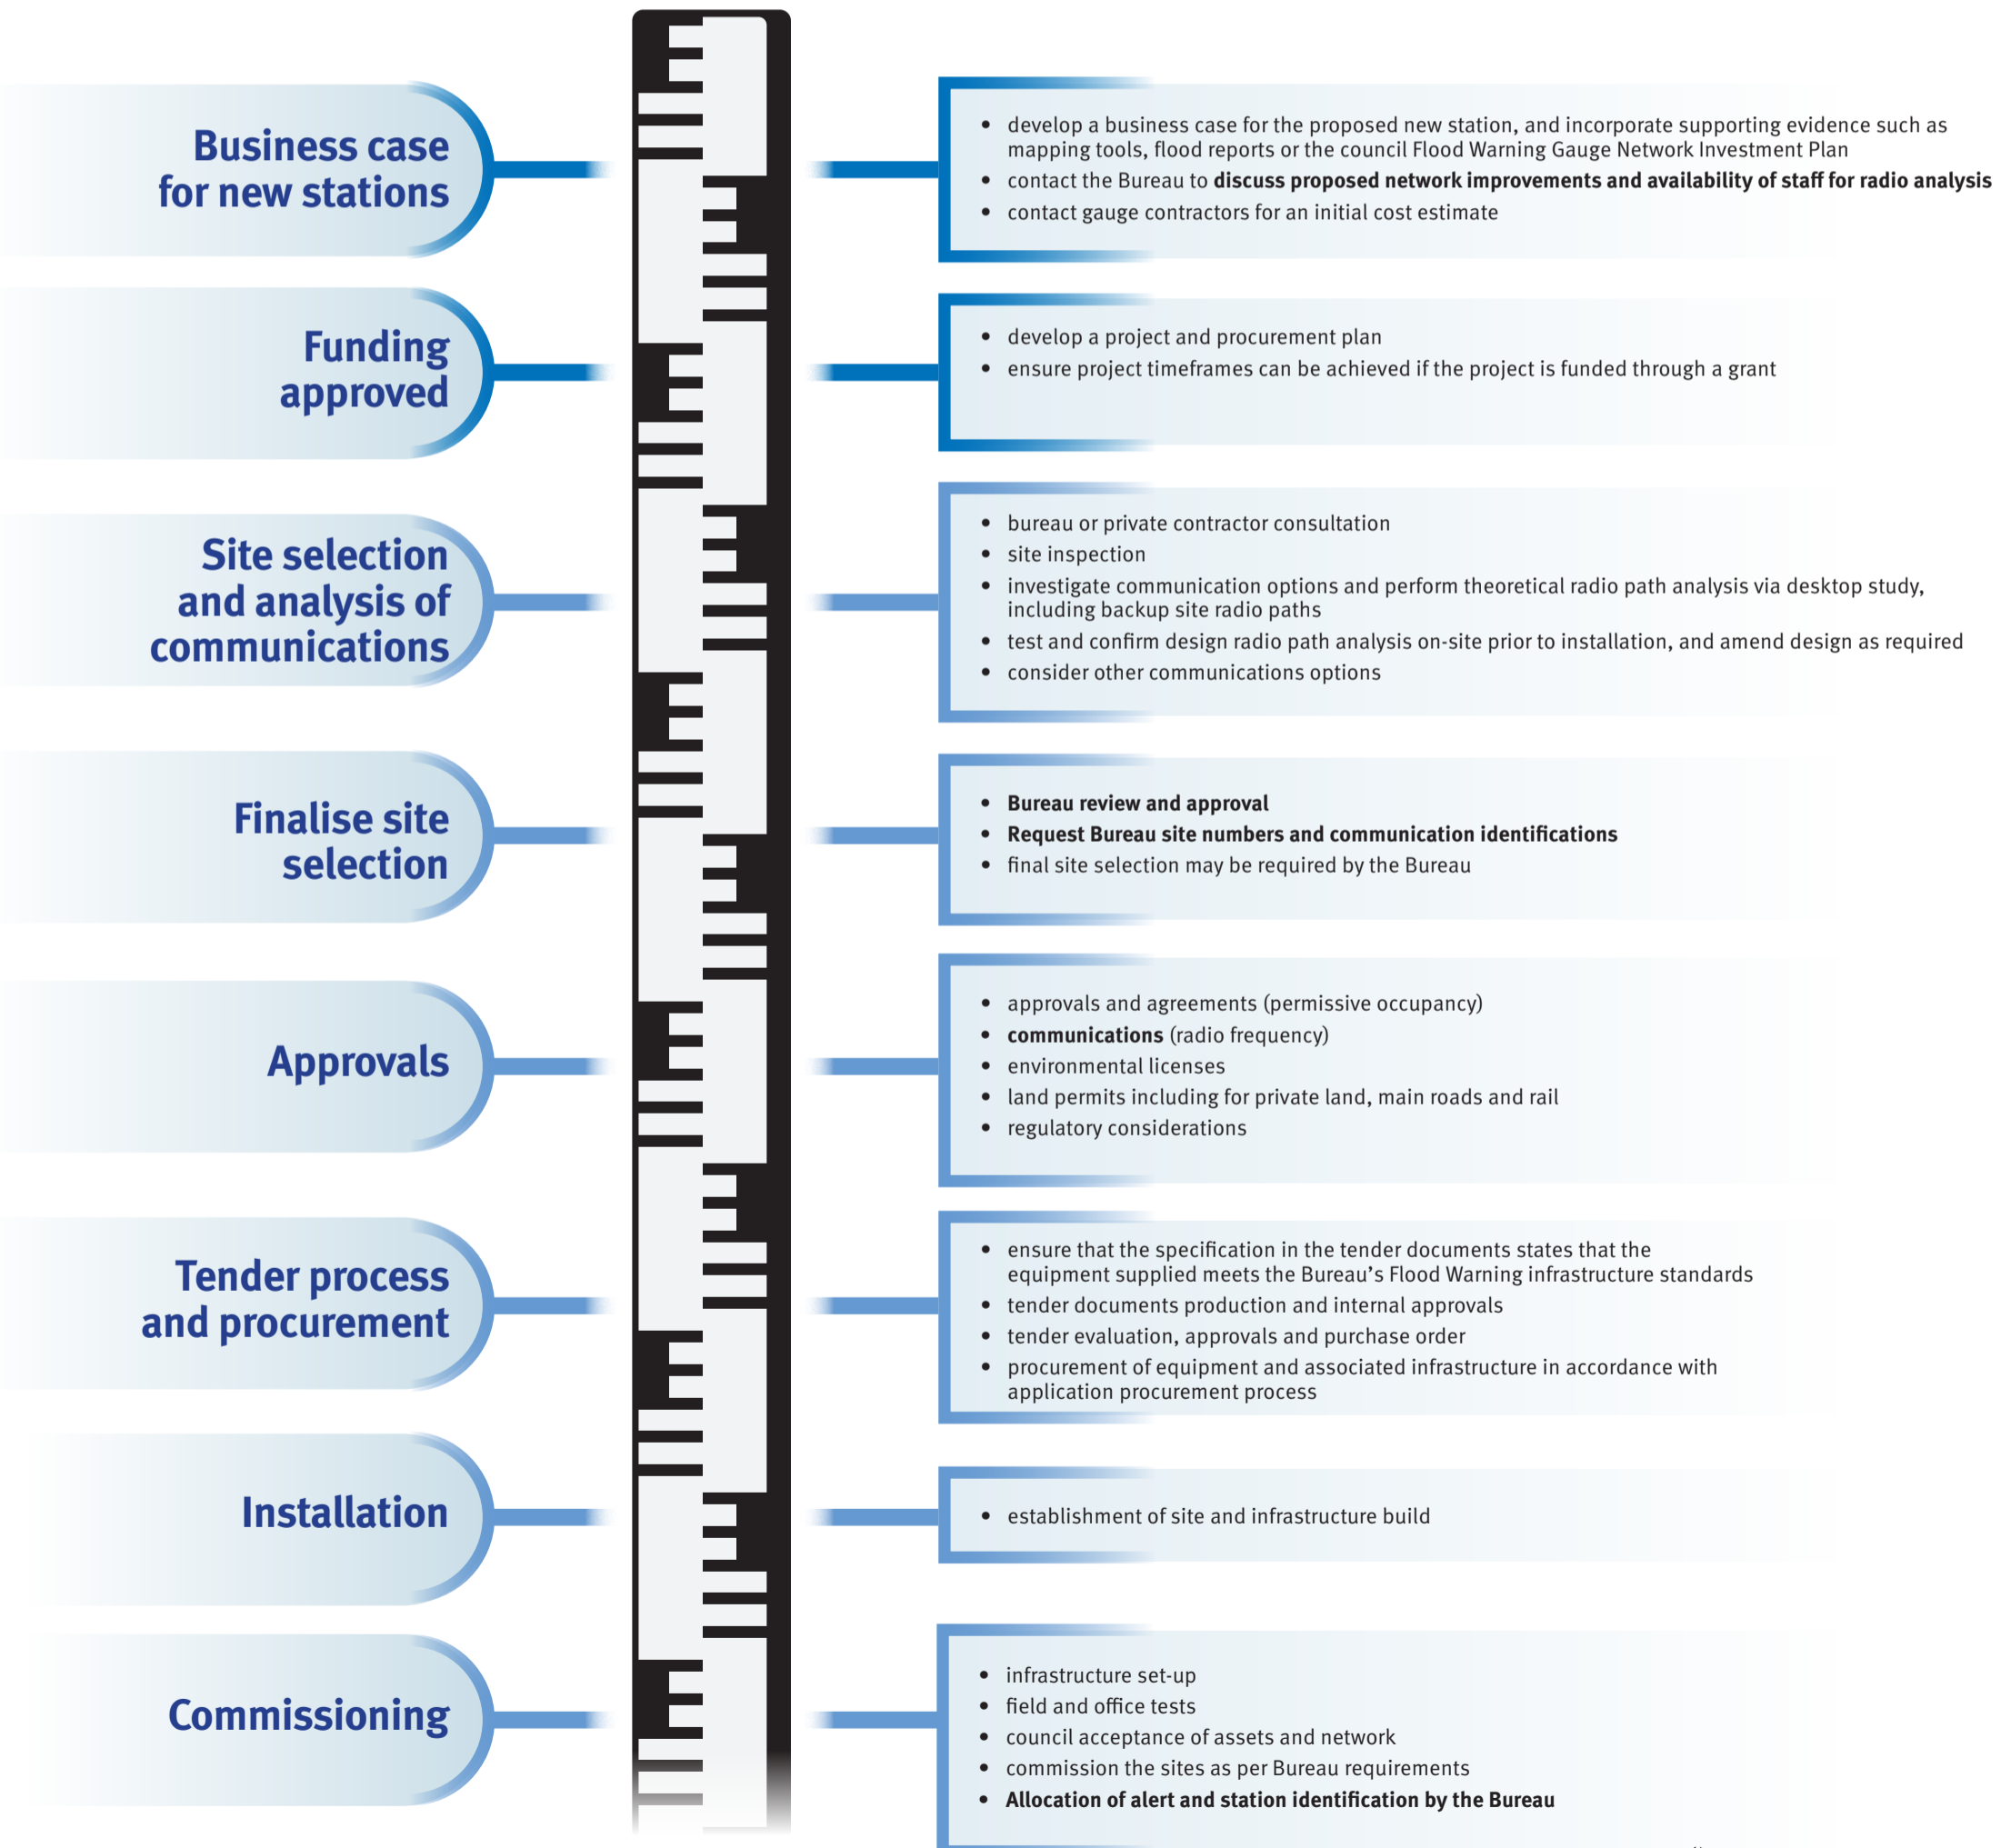 Business case
for new stations
• develop a business case for the proposed new station, and incorporate supporting evidence such as
mapping tools, flood reports or the council Flood Warning Gauge Network Investment Plan
• contact the Bureau to discuss proposed network improvements and availability of staff for radio analysis
• contact gauge contractors for an initial cost estimate
Funding
approved
• develop a project and procurement plan
• ensure project timeframes can be achieved if the project is funded through a grant
Site selection
and analysis of
communications
• bureau or private contractor consultation
• site inspection
• investigate communication options and perform theoretical radio path analysis via desktop study,
including backup site radio paths
• test and confirm design radio path analysis on-site prior to installation, and amend design as required
• consider other communications options
Finalise site
selection
• Bureau review and approval
• Request Bureau site numbers and communication identifications
• final site selection may be required by the Bureau
Approvals
• approvals and agreements (permissive occupancy)
• communications (radio frequency)
• environmental licenses
• land permits including for private land, main roads and rail
• regulatory considerations
Tender process
and procurement
• ensure that the specification in the tender documents states that the
equipment supplied meets the Bureau’s Flood Warning infrastructure standards
• tender documents production and internal approvals
• tender evaluation, approvals and purchase order
• procurement of equipment and associated infrastructure in accordance with
application procurement process
Installation
• establishment of site and infrastructure build
Commissioning
• infrastructure set-up
• field and office tests
• council acceptance of assets and network
• commission the sites as per Bureau requirements
• Allocation of alert and station identification by the Bureau